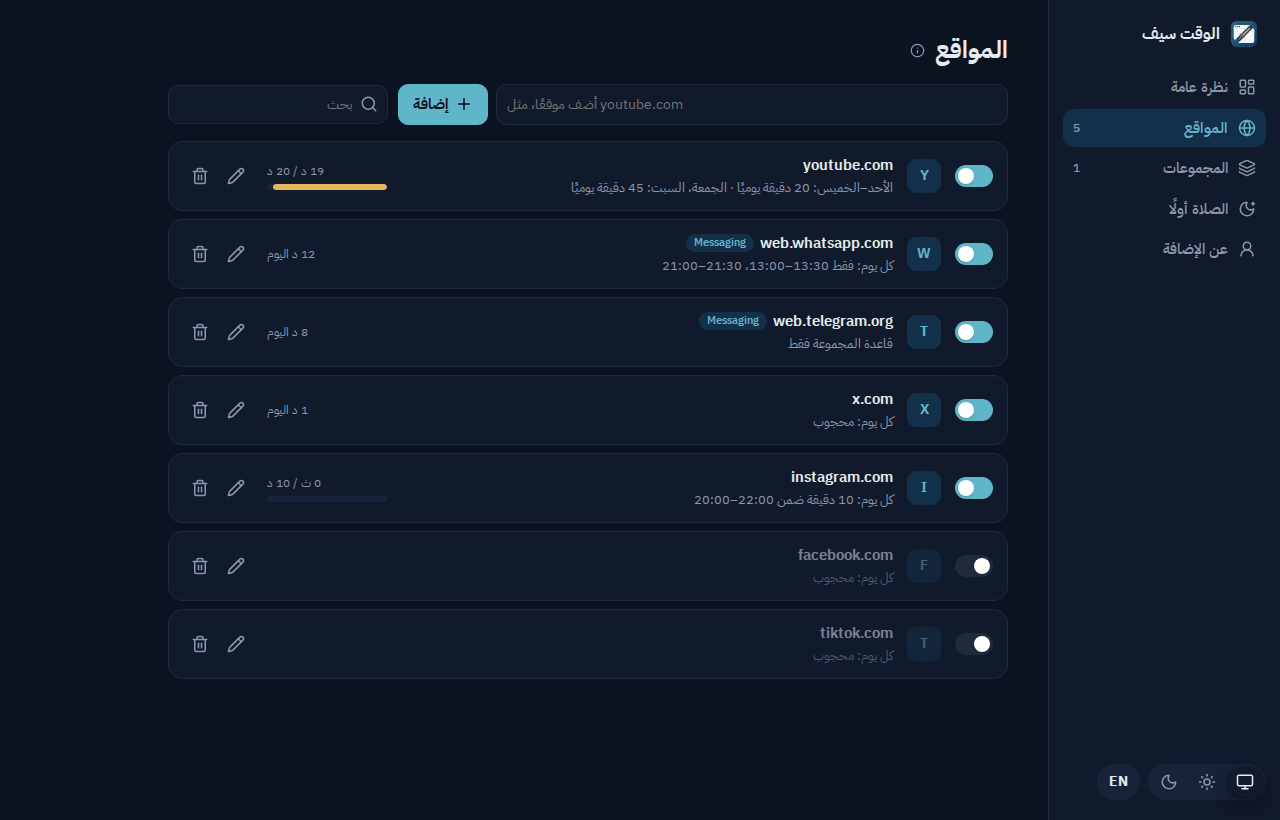 الوقت سيف
نظرة عامة
المواقع 5
المجموعات 1
الصلاة أولًا
عن الإضافة
EN
المواقع
أضف موقعًا، مثل youtube.com
إضافة
بحث
Y
youtube.com
الأحد–الخميس: 20 دقيقة يوميًا · الجمعة، السبت: 45 دقيقة يوميًا
19 د / 20 د
W
web.whatsapp.com Messaging
كل يوم: فقط 13:30–13:00، 21:30–21:00
12 د اليوم
T
web.telegram.org Messaging
قاعدة المجموعة فقط
8 د اليوم
X
x.com
كل يوم: محجوب
1 د اليوم
I
instagram.com
كل يوم: 10 دقيقة ضمن 22:00–20:00
0 ث / 10 د
F
facebook.com
كل يوم: محجوب
T
tiktok.com
كل يوم: محجوب